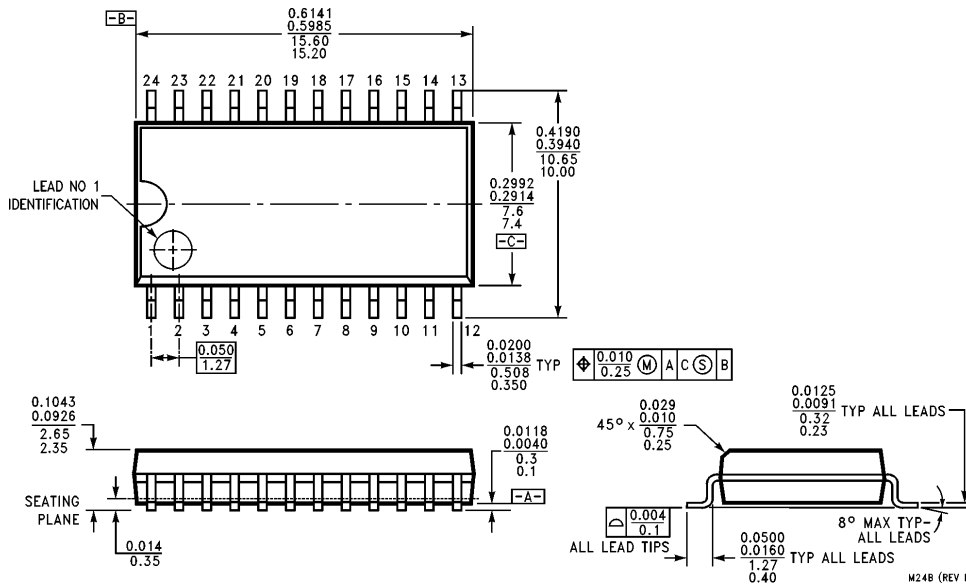 -B-
0.6141
0.5985
15.60
15.20
24 23 22 21 20 19 18 17 16 15 14 13
LEAD NO 1
IDENTIFICATION
0.4190
0.3940
10.65
10.00
0.2992
0.2914
7.6
7.4
-C-
1 2 3 4 5 6 7 8 9 10 11 12
0.050
1.27
0.0200
0.0138
0.508
0.350
TYP
⌖ 0.010 0.25 Ⓜ A C Ⓢ B
0.1043
0.0926
2.65
2.35
0.0118
0.0040
0.3
0.1
-A-
SEATING
PLANE
0.014
0.35
45° x
0.029
0.010
0.75
0.25
0.0125
0.0091
0.32
0.23
TYP ALL LEADS
0.004
0.1
ALL LEAD TIPS
0.0500
0.0160
1.27
0.40
TYP ALL LEADS
8° MAX TYP-
ALL LEADS
M24B (REV